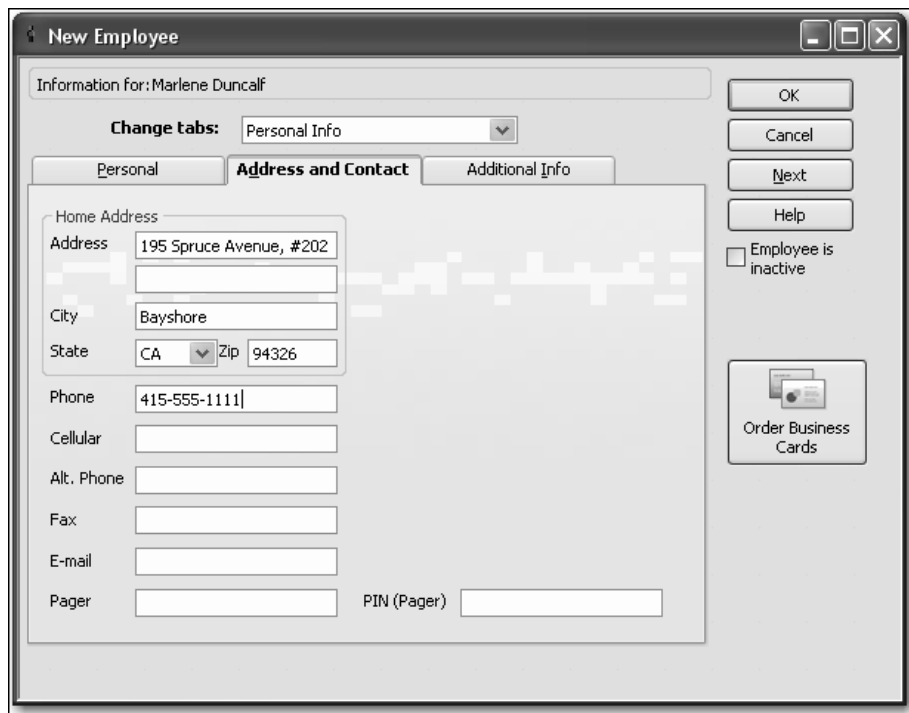 New Employee
Information for: Marlene Duncalf
OK
Change tabs: Personal Info
Cancel
Personal Address and Contact Additional Info
Next
Help
Home Address
Address 195 Spruce Avenue, #202
Employee is
inactive
City Bayshore
State CA Zip 94326
Phone 415-555-1111
Order Business
Cards
Cellular
Alt. Phone
Fax
E-mail
Pager PIN (Pager)